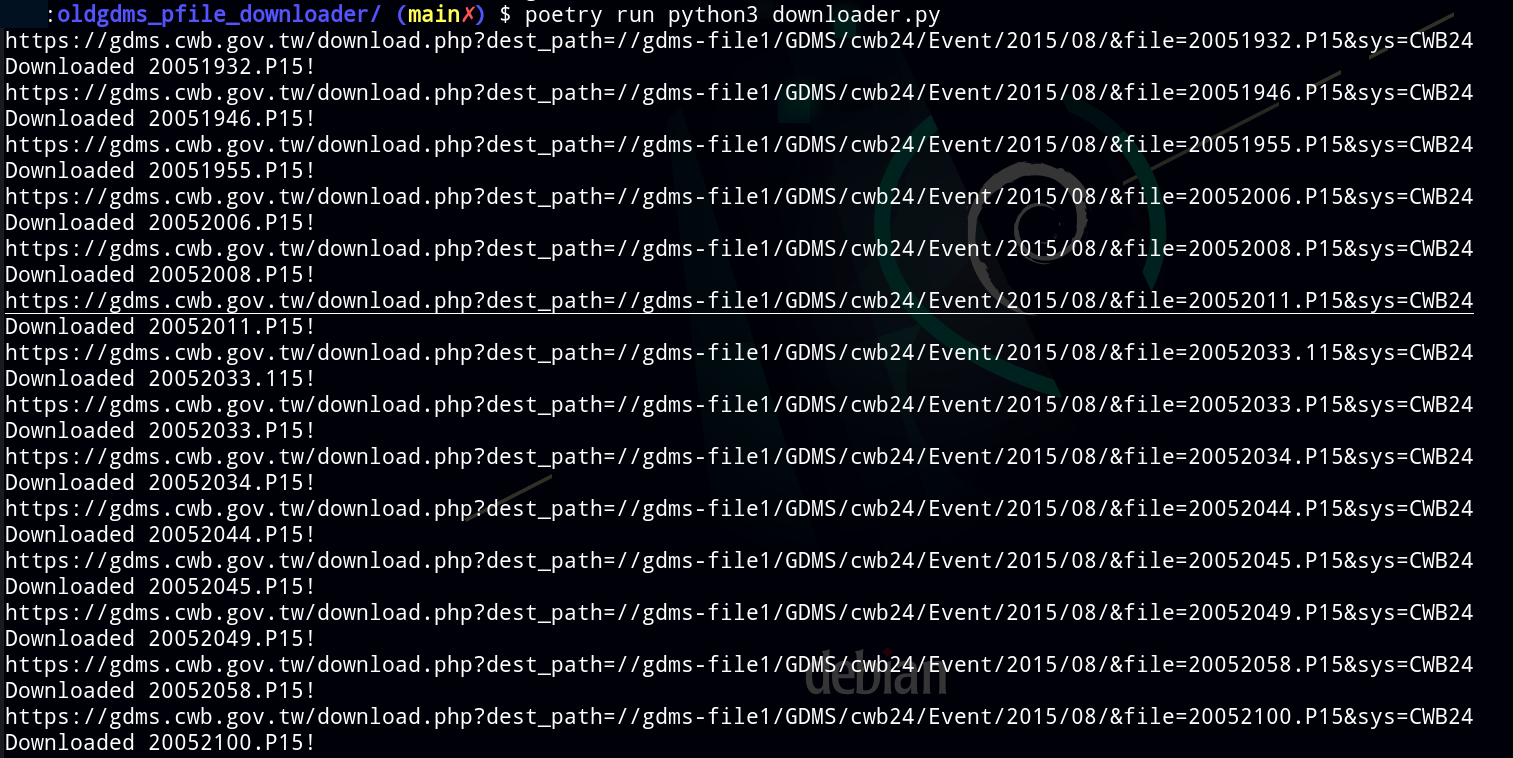 :oldgdms_pfile_downloader/ (main✗) $ poetry run python3 downloader.py
https://gdms.cwb.gov.tw/download.php?dest_path=//gdms-file1/GDMS/cwb24/Event/2015/08/&file=20051932.P15&sys=CWB24
Downloaded 20051932.P15!
https://gdms.cwb.gov.tw/download.php?dest_path=//gdms-file1/GDMS/cwb24/Event/2015/08/&file=20051946.P15&sys=CWB24
Downloaded 20051946.P15!
https://gdms.cwb.gov.tw/download.php?dest_path=//gdms-file1/GDMS/cwb24/Event/2015/08/&file=20051955.P15&sys=CWB24
Downloaded 20051955.P15!
https://gdms.cwb.gov.tw/download.php?dest_path=//gdms-file1/GDMS/cwb24/Event/2015/08/&file=20052006.P15&sys=CWB24
Downloaded 20052006.P15!
https://gdms.cwb.gov.tw/download.php?dest_path=//gdms-file1/GDMS/cwb24/Event/2015/08/&file=20052008.P15&sys=CWB24
Downloaded 20052008.P15!
https://gdms.cwb.gov.tw/download.php?dest_path=//gdms-file1/GDMS/cwb24/Event/2015/08/&file=20052011.P15&sys=CWB24
Downloaded 20052011.P15!
https://gdms.cwb.gov.tw/download.php?dest_path=//gdms-file1/GDMS/cwb24/Event/2015/08/&file=20052033.115&sys=CWB24
Downloaded 20052033.115!
https://gdms.cwb.gov.tw/download.php?dest_path=//gdms-file1/GDMS/cwb24/Event/2015/08/&file=20052033.P15&sys=CWB24
Downloaded 20052033.P15!
https://gdms.cwb.gov.tw/download.php?dest_path=//gdms-file1/GDMS/cwb24/Event/2015/08/&file=20052034.P15&sys=CWB24
Downloaded 20052034.P15!
https://gdms.cwb.gov.tw/download.php?dest_path=//gdms-file1/GDMS/cwb24/Event/2015/08/&file=20052044.P15&sys=CWB24
Downloaded 20052044.P15!
https://gdms.cwb.gov.tw/download.php?dest_path=//gdms-file1/GDMS/cwb24/Event/2015/08/&file=20052045.P15&sys=CWB24
Downloaded 20052045.P15!
https://gdms.cwb.gov.tw/download.php?dest_path=//gdms-file1/GDMS/cwb24/Event/2015/08/&file=20052049.P15&sys=CWB24
Downloaded 20052049.P15!
https://gdms.cwb.gov.tw/download.php?dest_path=//gdms-file1/GDMS/cwb24/Event/2015/08/&file=20052058.P15&sys=CWB24
debian
Downloaded 20052058.P15!
https://gdms.cwb.gov.tw/download.php?dest_path=//gdms-file1/GDMS/cwb24/Event/2015/08/&file=20052100.P15&sys=CWB24
Downloaded 20052100.P15!